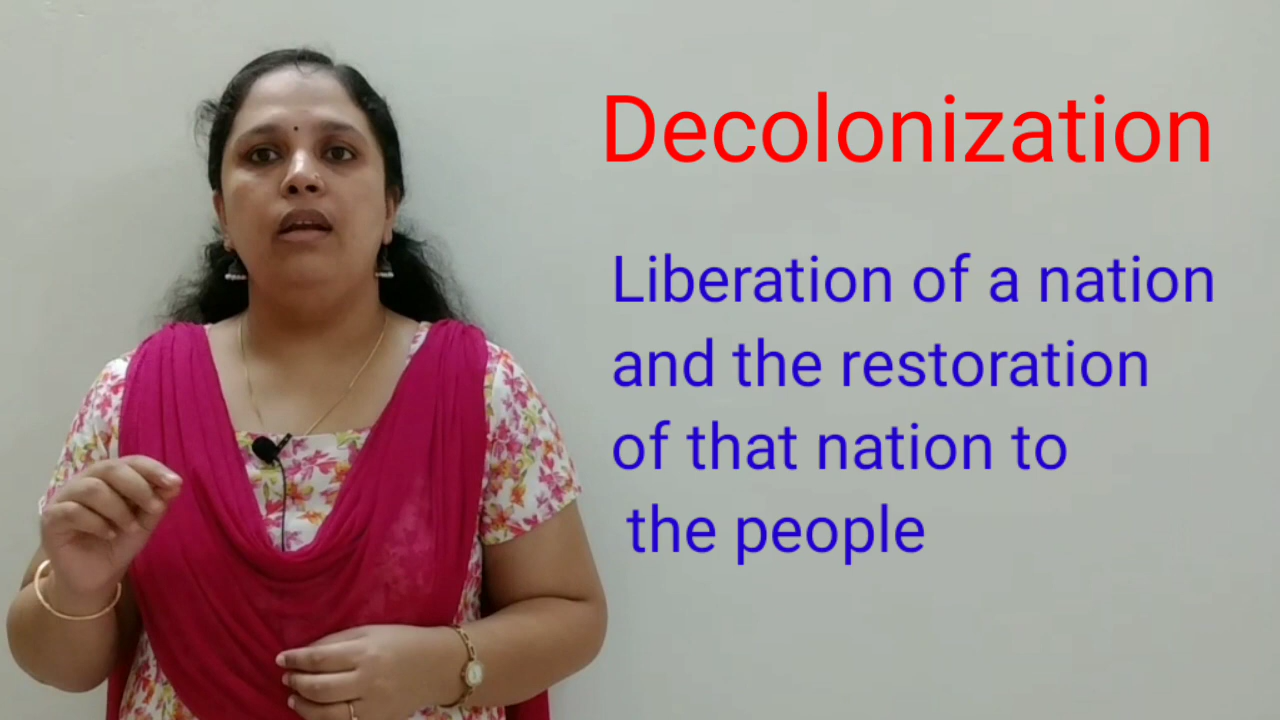 Decolonization
Liberation of a nation
and the restoration
of that nation to
the people